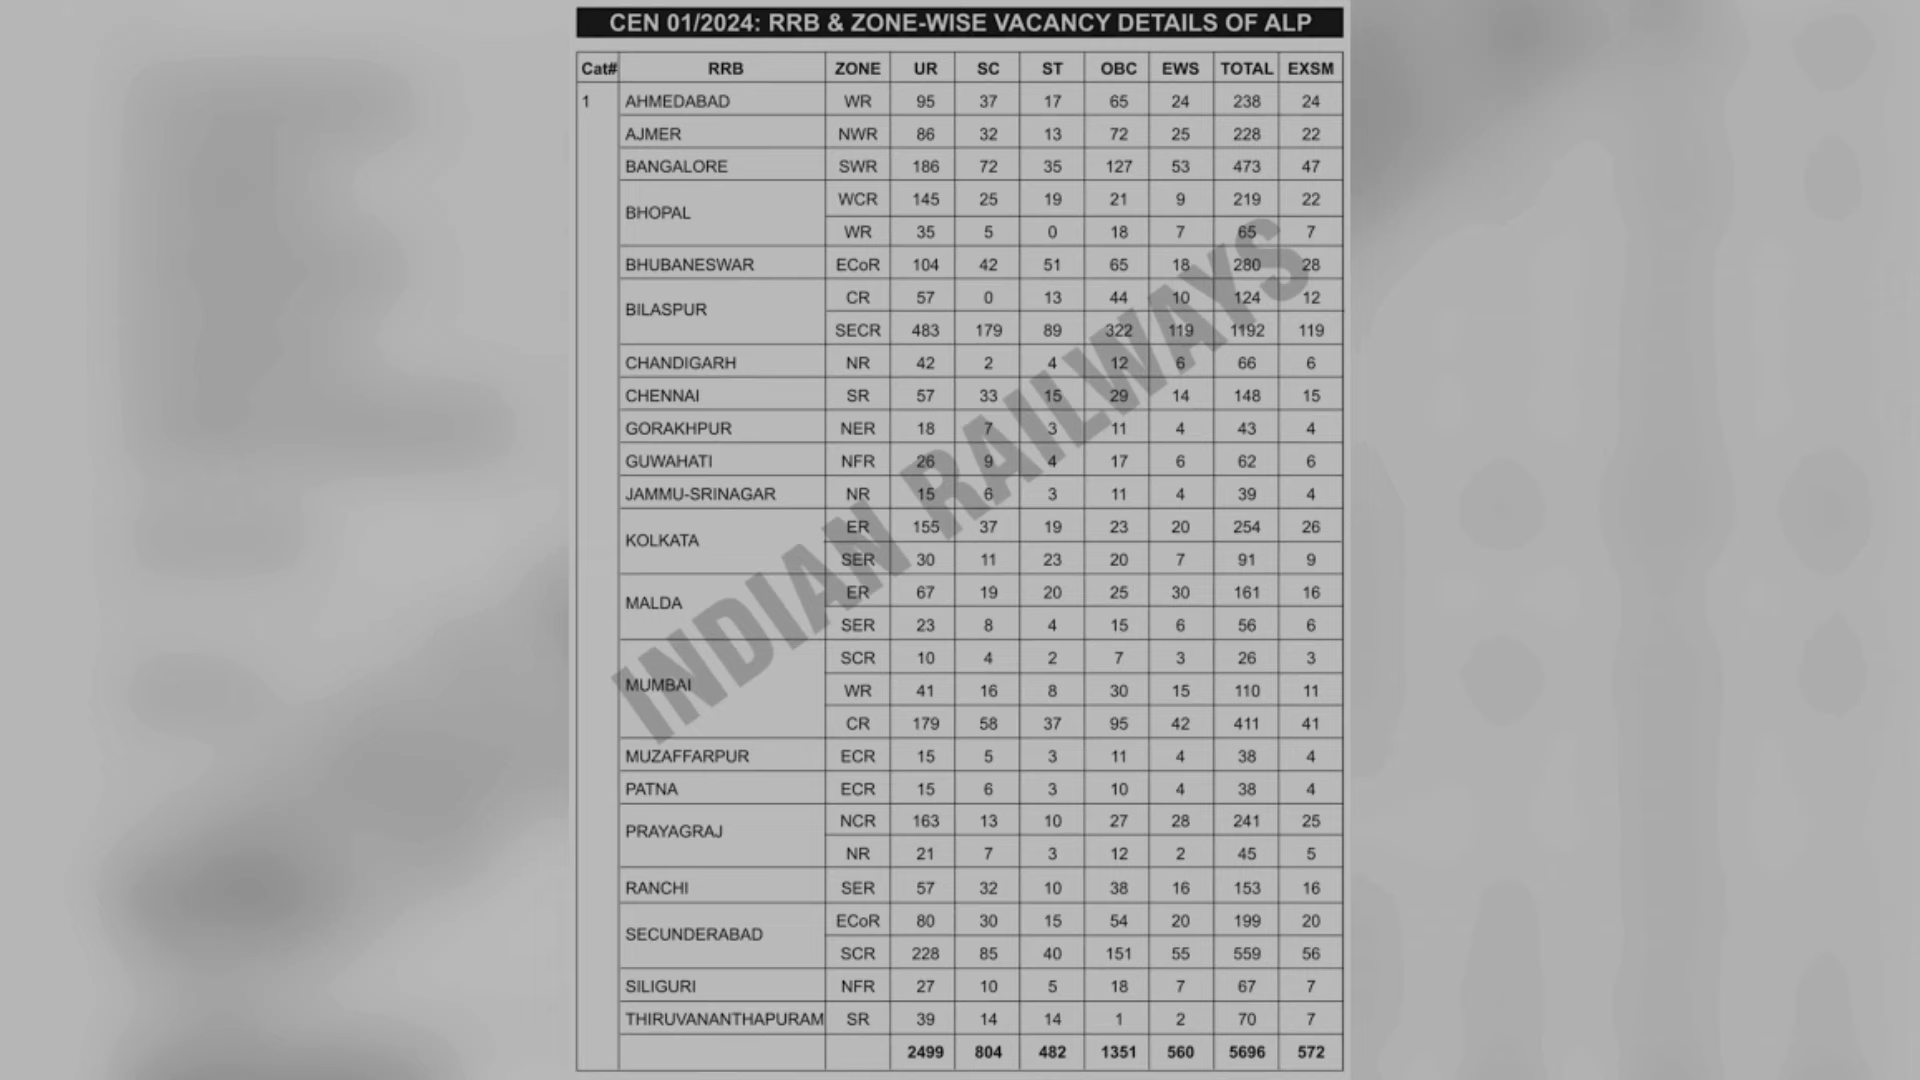 CEN 01/2024: RRB & ZONE-WISE VACANCY DETAILS OF ALP
Cat# RRB ZONE UR SC ST OBC EWS TOTAL EXSM
1 AHMEDABAD WR 95 37 17 65 24 238 24
AJMER NWR 86 32 13 72 25 228 22
BANGALORE SWR 186 72 35 127 53 473 47
BHOPAL WCR 145 25 19 21 9 219 22
WR 35 5 0 18 7 65 7
BHUBANESWAR ECoR 104 42 51 65 18 280 28
BILASPUR CR 57 0 13 44 10 124 12
SECR 483 179 89 322 119 1192 119
CHANDIGARH NR 42 2 4 12 6 66 6
CHENNAI SR 57 33 15 29 14 148 15
GORAKHPUR NER 18 7 3 11 4 43 4
GUWAHATI NFR 26 9 4 17 6 62 6
JAMMU-SRINAGAR NR 15 6 3 11 4 39 4
KOLKATA ER 155 37 19 23 20 254 26
SER 30 11 23 20 7 91 9
MALDA ER 67 19 20 25 30 161 16
SER 23 8 4 15 6 56 6
MUMBAI SCR 10 4 2 7 3 26 3
WR 41 16 8 30 15 110 11
CR 179 58 37 95 42 411 41
MUZAFFARPUR ECR 15 5 3 11 4 38 4
PATNA ECR 15 6 3 10 4 38 4
PRAYAGRAJ NCR 163 13 10 27 28 241 25
NR 21 7 3 12 2 45 5
RANCHI SER 57 32 10 38 16 153 16
SECUNDERABAD ECoR 80 30 15 54 20 199 20
SCR 228 85 40 151 55 559 56
SILIGURI NFR 27 10 5 18 7 67 7
THIRUVANANTHAPURAM SR 39 14 14 1 2 70 7
2499 804 482 1351 560 5696 572
INDIAN RAILWAYS